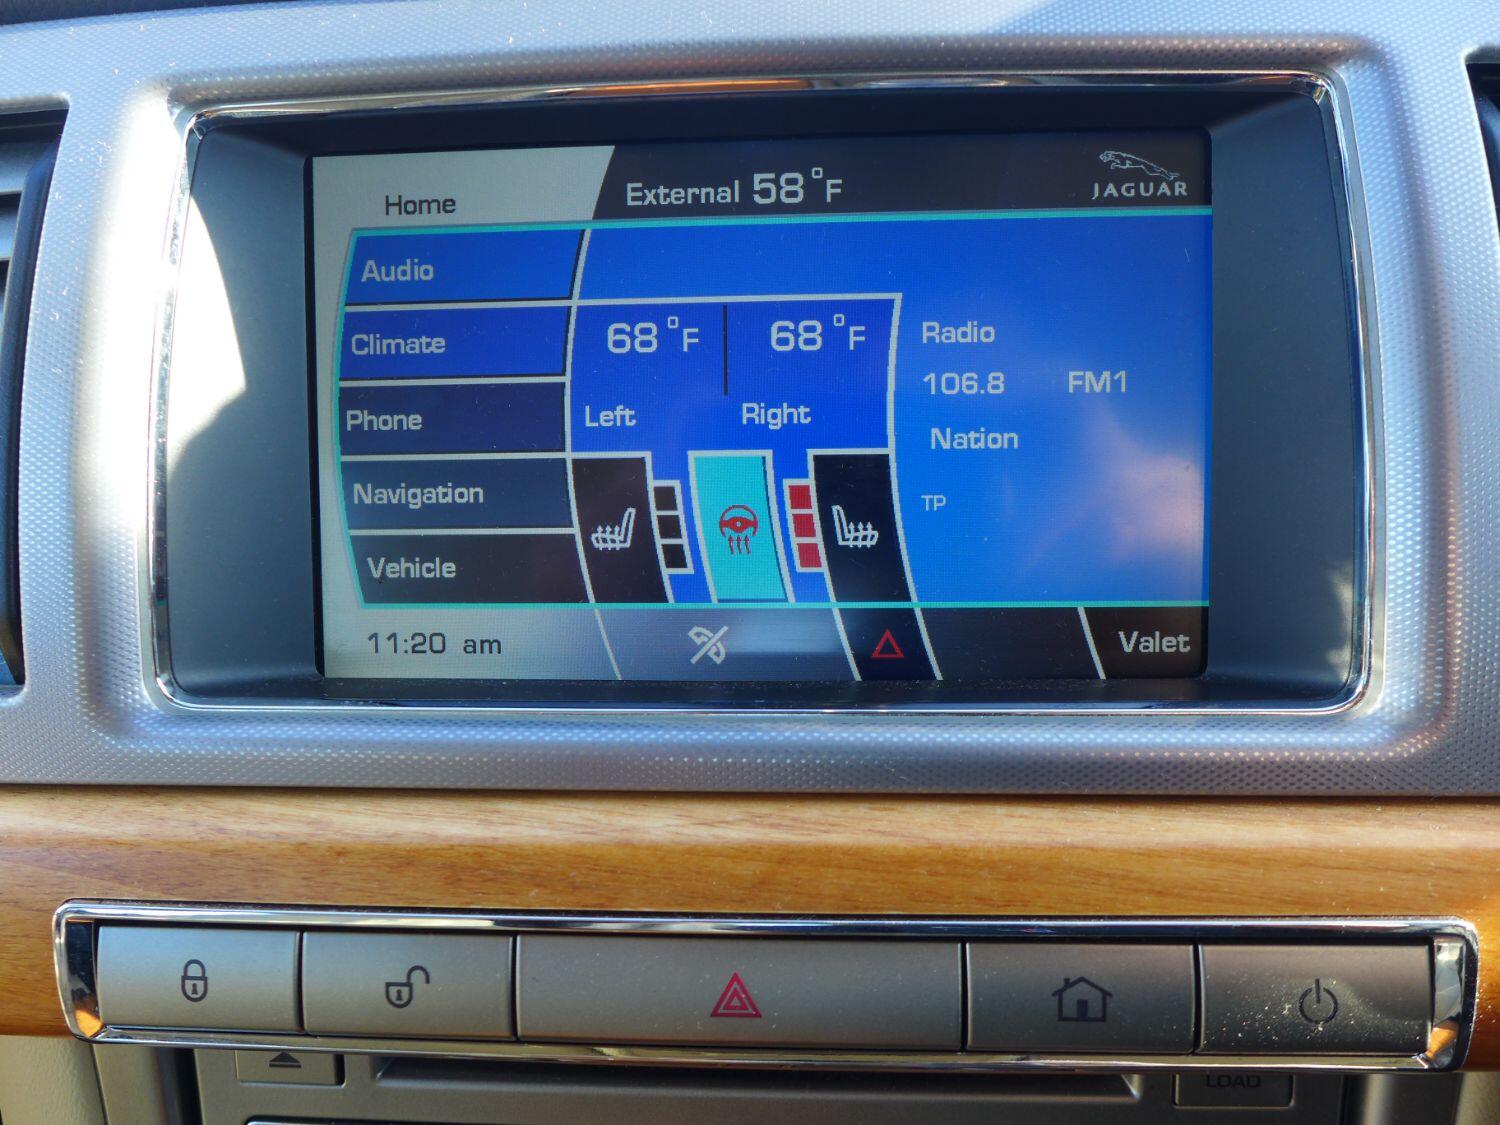 Home
External 58°F
JAGUAR
Audio
Climate
Phone
Navigation
Vehicle
68°F
68°F
Left
Right
Radio
106.8 FM1
Nation
TP
11:20 am
Valet
LOAD